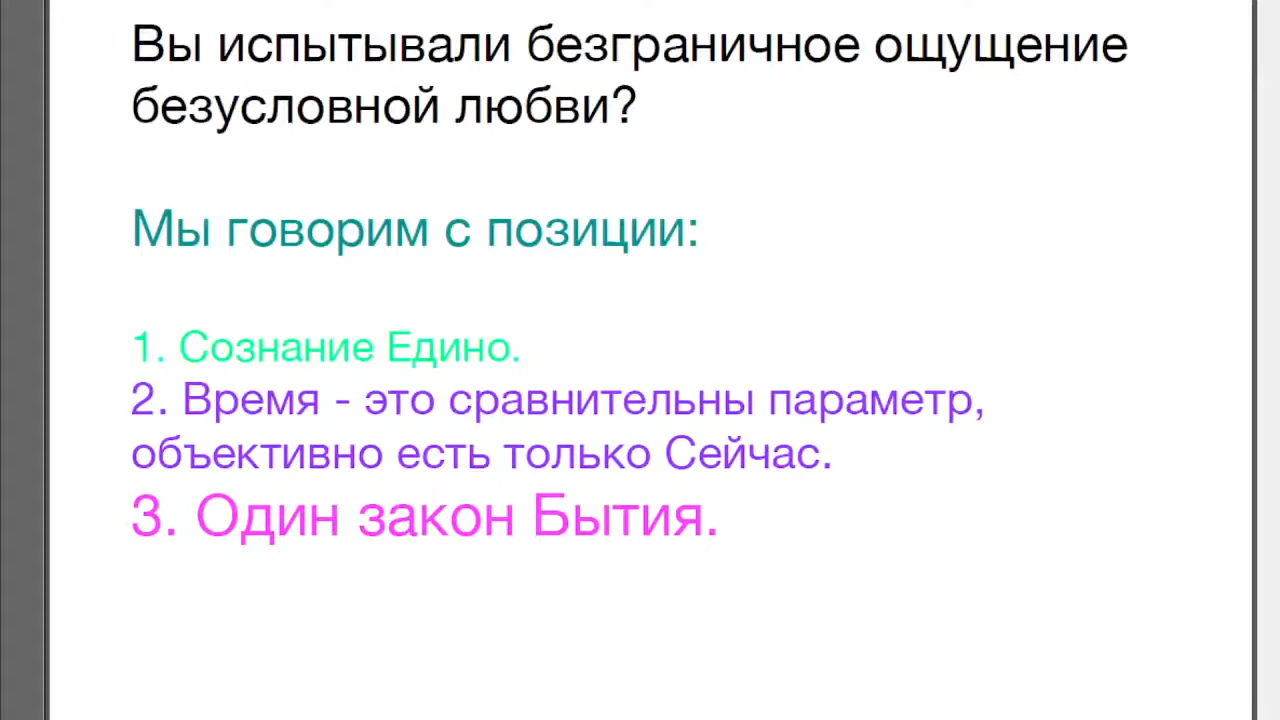 Вы испытывали безграничное ощущение
безусловной любви?
Мы говорим с позиции:
1. Сознание Едино.
2. Время - это сравнительны параметр,
объективно есть только Сейчас.
3. Один закон Бытия.